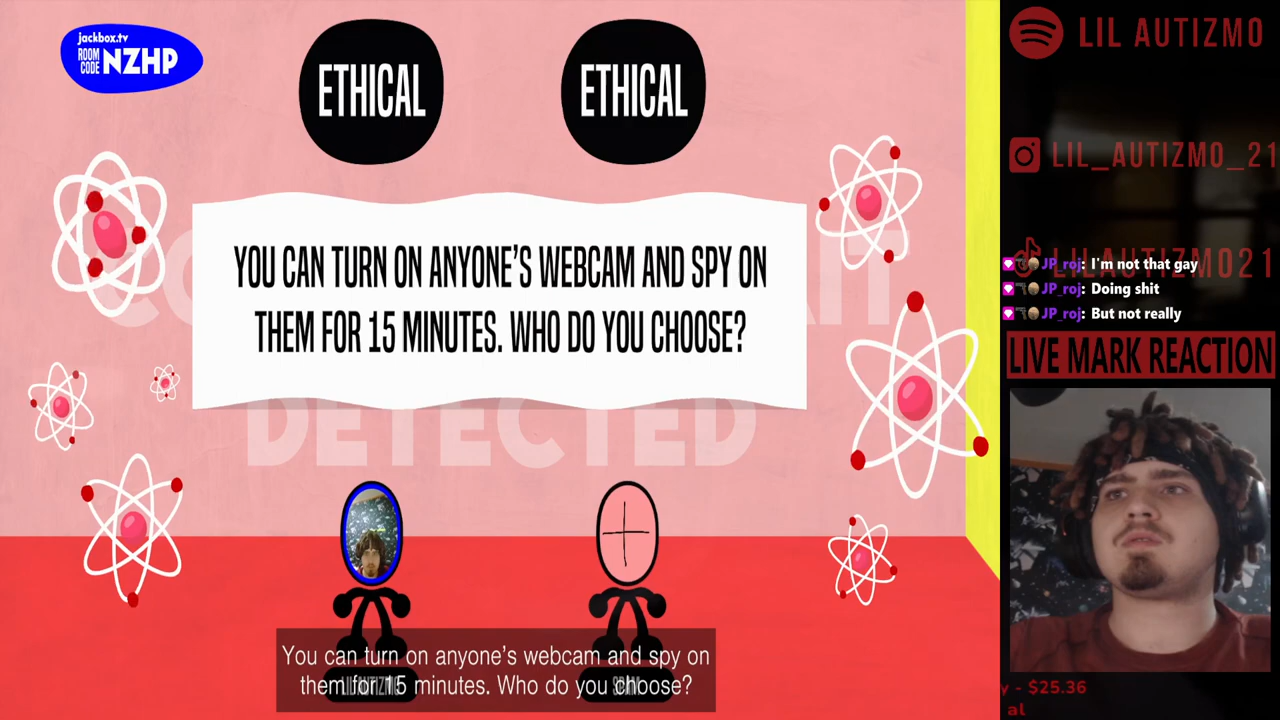 jackbox.tv
ROOM
CODE
NZHP
ETHICAL
ETHICAL
YOU CAN TURN ON ANYONE'S WEBCAM AND SPY ON
THEM FOR 15 MINUTES. WHO DO YOU CHOOSE?
DETECTED
You can turn on anyone's webcam and spy on
them for 15 minutes. Who do you choose?
LIL AUTIZMO
LIL_AUTIZMO_21
LILAUTIZMO21
JP_roj: I'm not that gay
JP_roj: Doing shit
JP_roj: But not really
LIVE MARK REACTION
y - $25.36
al